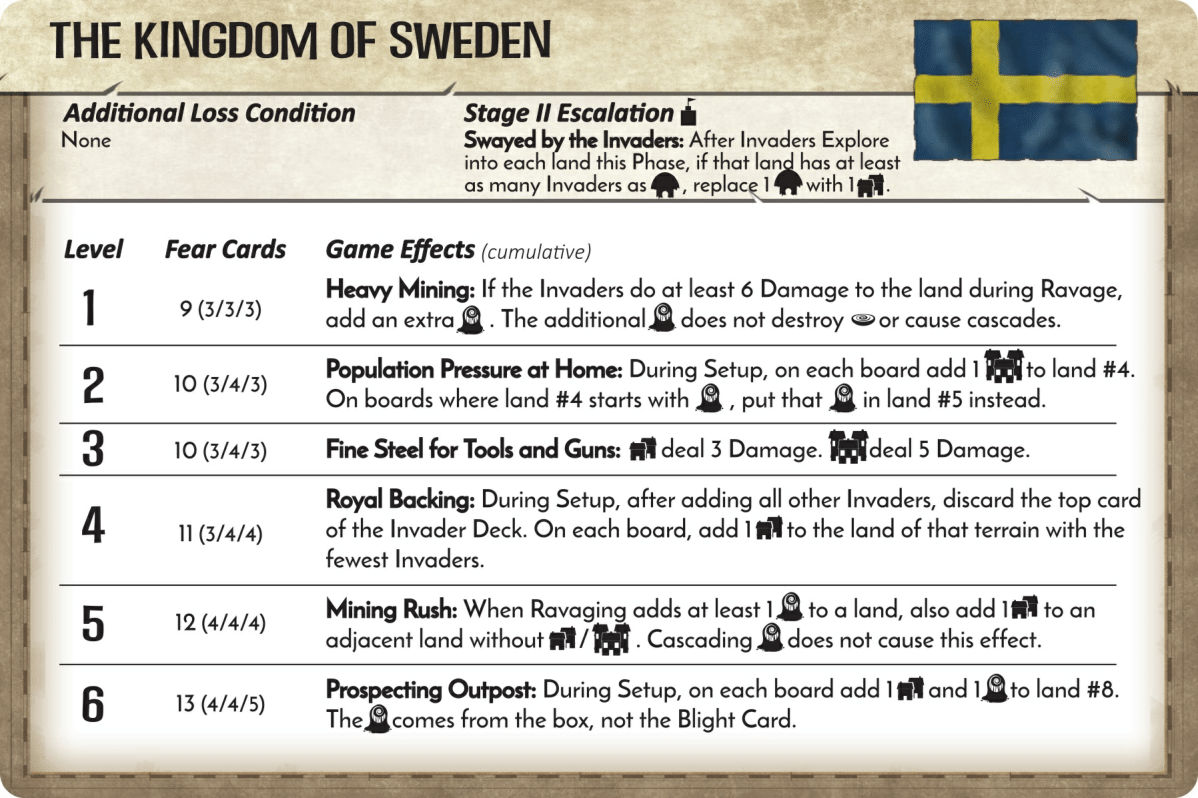 THE KINGDOM OF SWEDEN
Additional Loss Condition
None
Stage II Escalation
Swayed by the Invaders: After Invaders Explore
into each land this Phase, if that land has at least
as many Invaders as , replace 1 with 1 .
Level Fear Cards Game Effects (cumulative)
1 9 (3/3/3) Heavy Mining: If the Invaders do at least 6 Damage to the land during Ravage,
add an extra . The additional does not destroy or cause cascades.
2 10 (3/4/3) Population Pressure at Home: During Setup, on each board add 1 to land #4.
On boards where land #4 starts with , put that in land #5 instead.
3 10 (3/4/3) Fine Steel for Tools and Guns: deal 3 Damage. deal 5 Damage.
4 11 (3/4/4) Royal Backing: During Setup, after adding all other Invaders, discard the top card
of the Invader Deck. On each board, add 1 to the land of that terrain with the
fewest Invaders.
5 12 (4/4/4) Mining Rush: When Ravaging adds at least 1 to a land, also add 1 to an
adjacent land without / . Cascading does not cause this effect.
6 13 (4/4/5) Prospecting Outpost: During Setup, on each board add 1 and 1 to land #8.
The comes from the box, not the Blight Card.